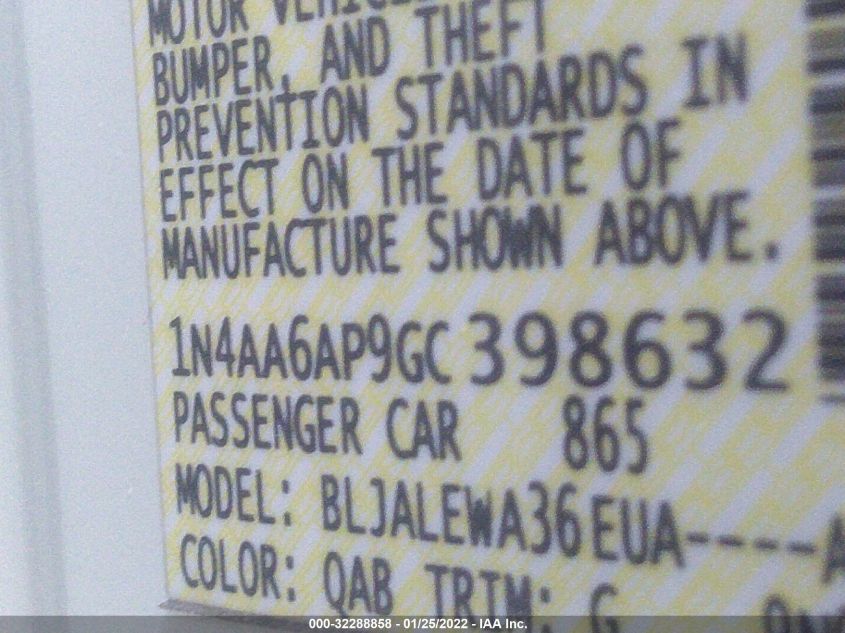 MOTOR
BUMPER, AND THEFT
PREVENTION STANDARDS IN
EFFECT ON THE DATE OF
MANUFACTURE SHOWN ABOVE.
1N4AA6AP9GC398632
PASSENGER CAR 865
MODEL: BLJALEWA36EUA----A
COLOR: QAB TRIM: G
000-32288858 - 01/25/2022 - IAA Inc.